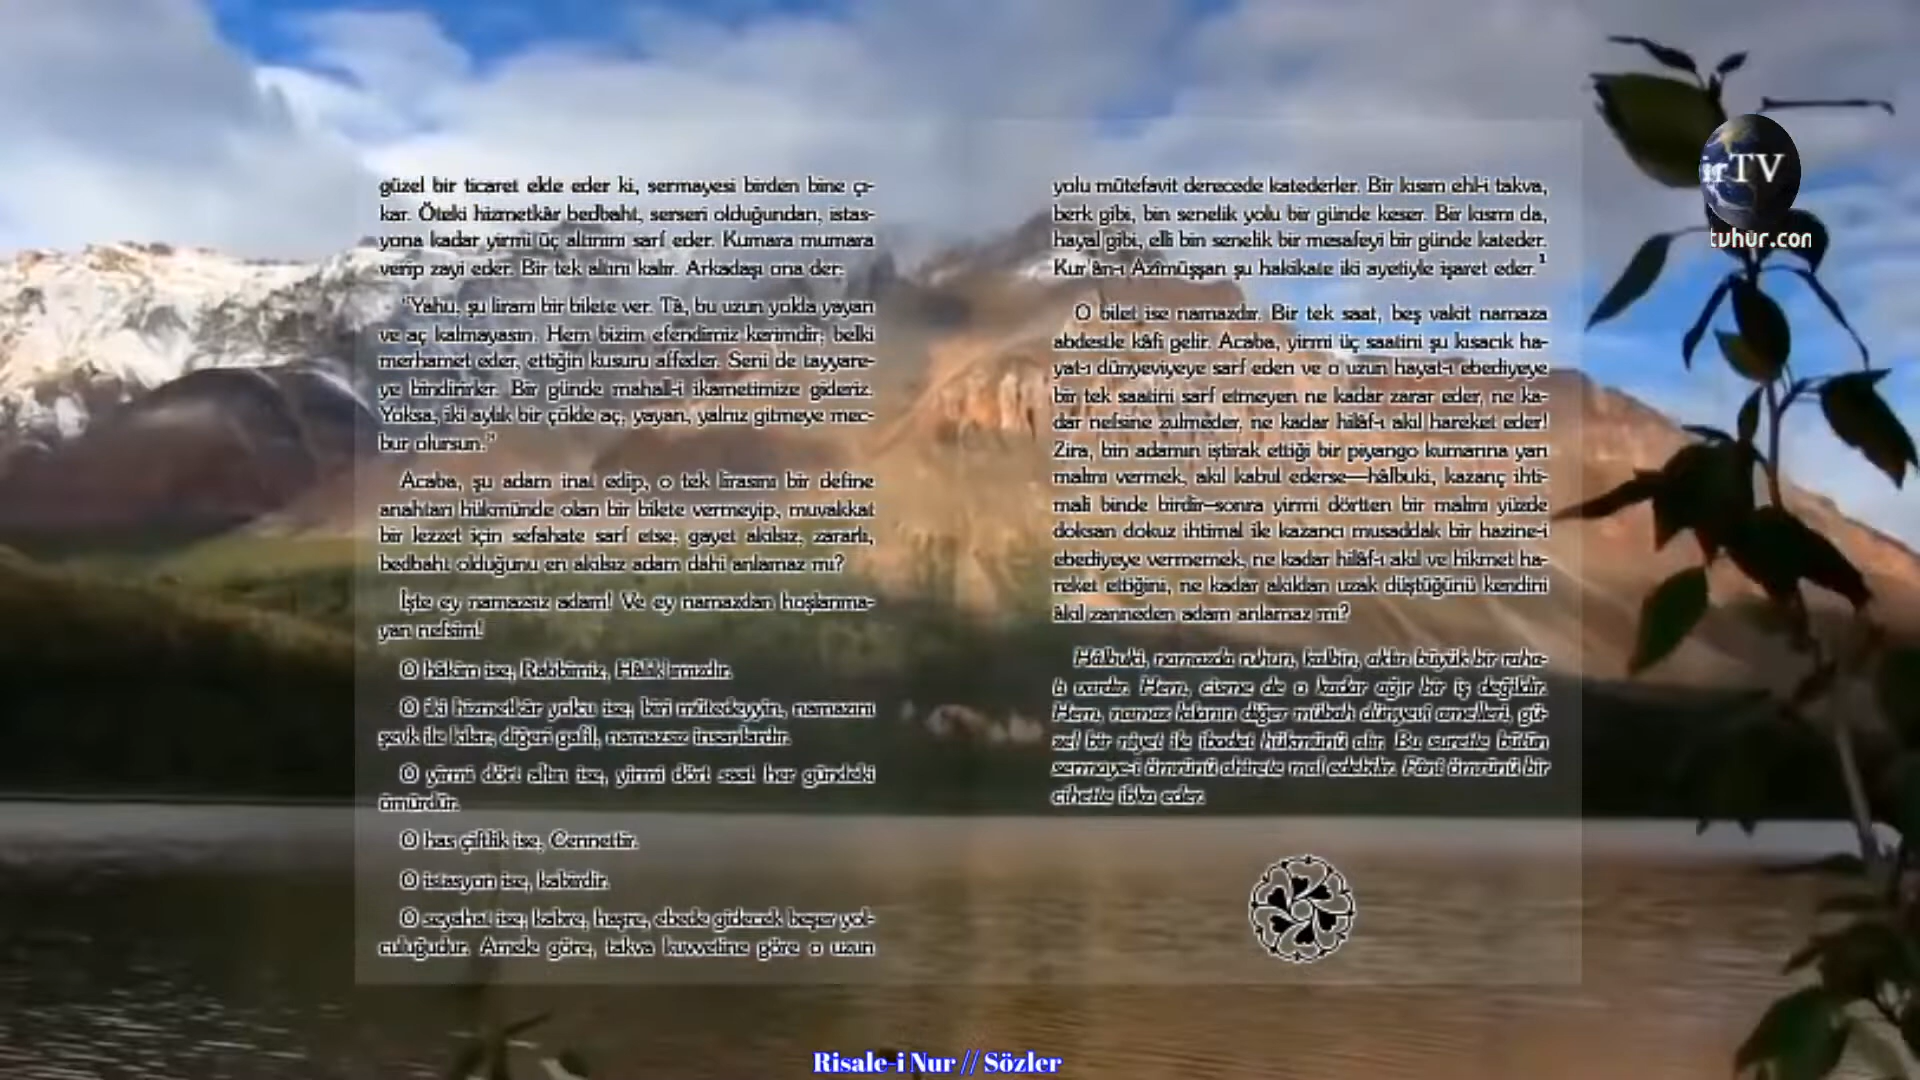 güzel bir ticaret elde eder ki, sermayesi birden bine çı-
kar. Öteki hizmetkâr bedbaht, serseri olduğundan, istas-
yona kadar yirmi üç altınını sarf eder. Kumara mumara
verip zayi eder. Bir tek altını kalır. Arkadaşı ona der:
"Yahu, şu liranı bir bilete ver. Tâ, bu uzun yolda yayan
ve aç kalmayasın. Hem bizim efendimiz kerimdir; belki
merhamet eder, ettiğin kusuru affeder. Seni de tayyare-
ye bindirirler. Bir günde mahall-i ikametimize gideriz.
Yoksa, iki aylık bir çölde aç, yayan, yalnız gitmeye mec-
bur olursun."
Acaba, şu adam inat edip, o tek lirasını bir define
anahtarı hükmünde olan bir bilete vermeyip, muvakkat
bir lezzet için sefahate sarf etse; gayet akılsız, zararlı,
bedbaht olduğunu en akılsız adam dahi anlamaz mı?
İşte ey namazsız adam! Ve ey namazdan hoşlanma-
yan nefsim!
O hâkim ise, Rabbimiz, Hâlık'ımızdır.
O iki hizmetkâr yolcu ise; biri mütedeyyin, namazını
şevk ile kılar; diğeri gafil, namazsız insanlardır.
O yirmi dört altın ise, yirmi dört saat her gündeki
ömürdür.
O has çiftlik ise, Cennettir.
O istasyon ise, kabirdir.
O seyahat ise; kabre, haşre, ebede gidecek beşer yol-
culuğudur. Amele göre, takva kuvvetine göre o uzun
yolu mütefavit derecede katederler. Bir kısım ehl-i takva,
berk gibi, bin senelik yolu bir günde keser. Bir kısmı da,
hayal gibi, elli bin senelik bir mesafeyi bir günde kateder.
Kur'ân-ı Azîmüşşan şu hakikate iki ayetiyle işaret eder.1
O bilet ise namazdır. Bir tek saat, beş vakit namaza
abdestle kâfi gelir. Acaba, yirmi üç saatini şu kısacık ha-
yat-ı dünyeviyeye sarf eden ve o uzun hayat-ı ebediyeye
bir tek saatini sarf etmeyen ne kadar zarar eder, ne ka-
dar nefsine zulmeder, ne kadar hilâf-ı akıl hareket eder!
Zira, bin adamın iştirak ettiği bir piyango kumarına yarı
malını vermek, akıl kabul ederse—hâlbuki, kazanç ihti-
mali binde birdir—sonra yirmi dörtten bir malını yüzde
doksan dokuz ihtimal ile kazancı musaddak bir hazine-i
ebediyeye vermemek, ne kadar hilâf-ı akıl ve hikmet ha-
reket ettiğini, ne kadar akıldan uzak düştüğünü kendini
âkıl zanneden adam anlamaz mı?
Hâlbuki, namazda ruhun, kalbin, aklın büyük bir raha-
tı vardır. Hem, cisme de o kadar ağır bir iş değildir.
Hem, namaz kılanın diğer mübah dünyevî amelleri, gü-
zel bir niyet ile ibadet hükmünü alır. Bu surette bütün
sermaye-i ömrünü ahirete mal edebilir. Fânî ömrünü bir
cihette ibka eder.
irTV
tvhür.con
Risale-i Nur // Sözler